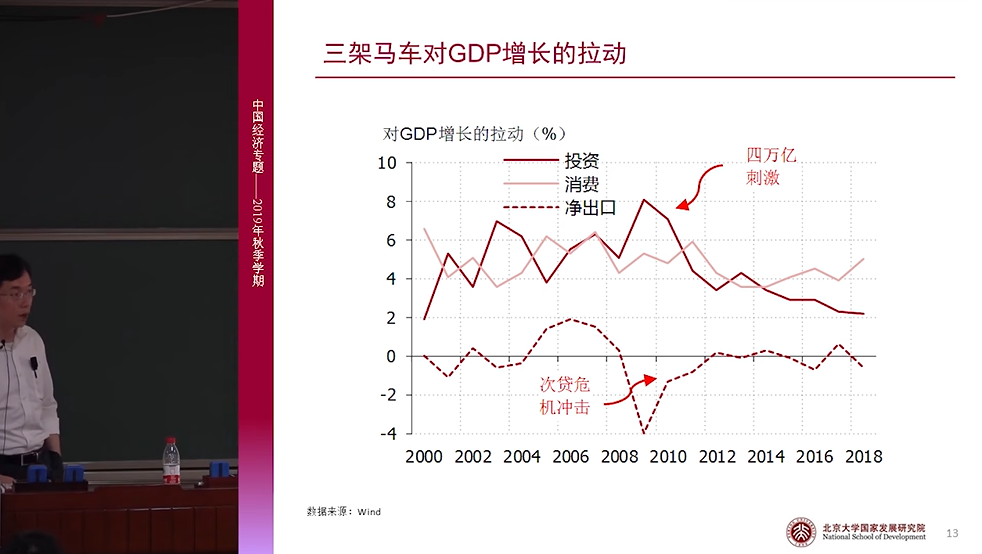 三架马车对GDP增长的拉动
中国经济专题——2019年秋季学期
对GDP增长的拉动（%）
10
8
6
4
2
0
-2
-4
投资
消费
净出口
四万亿
刺激
次贷危
机冲击
2000 2002 2004 2006 2008 2010 2012 2014 2016 2018
数据来源：Wind
北京大学国家发展研究院
National School of Development
13